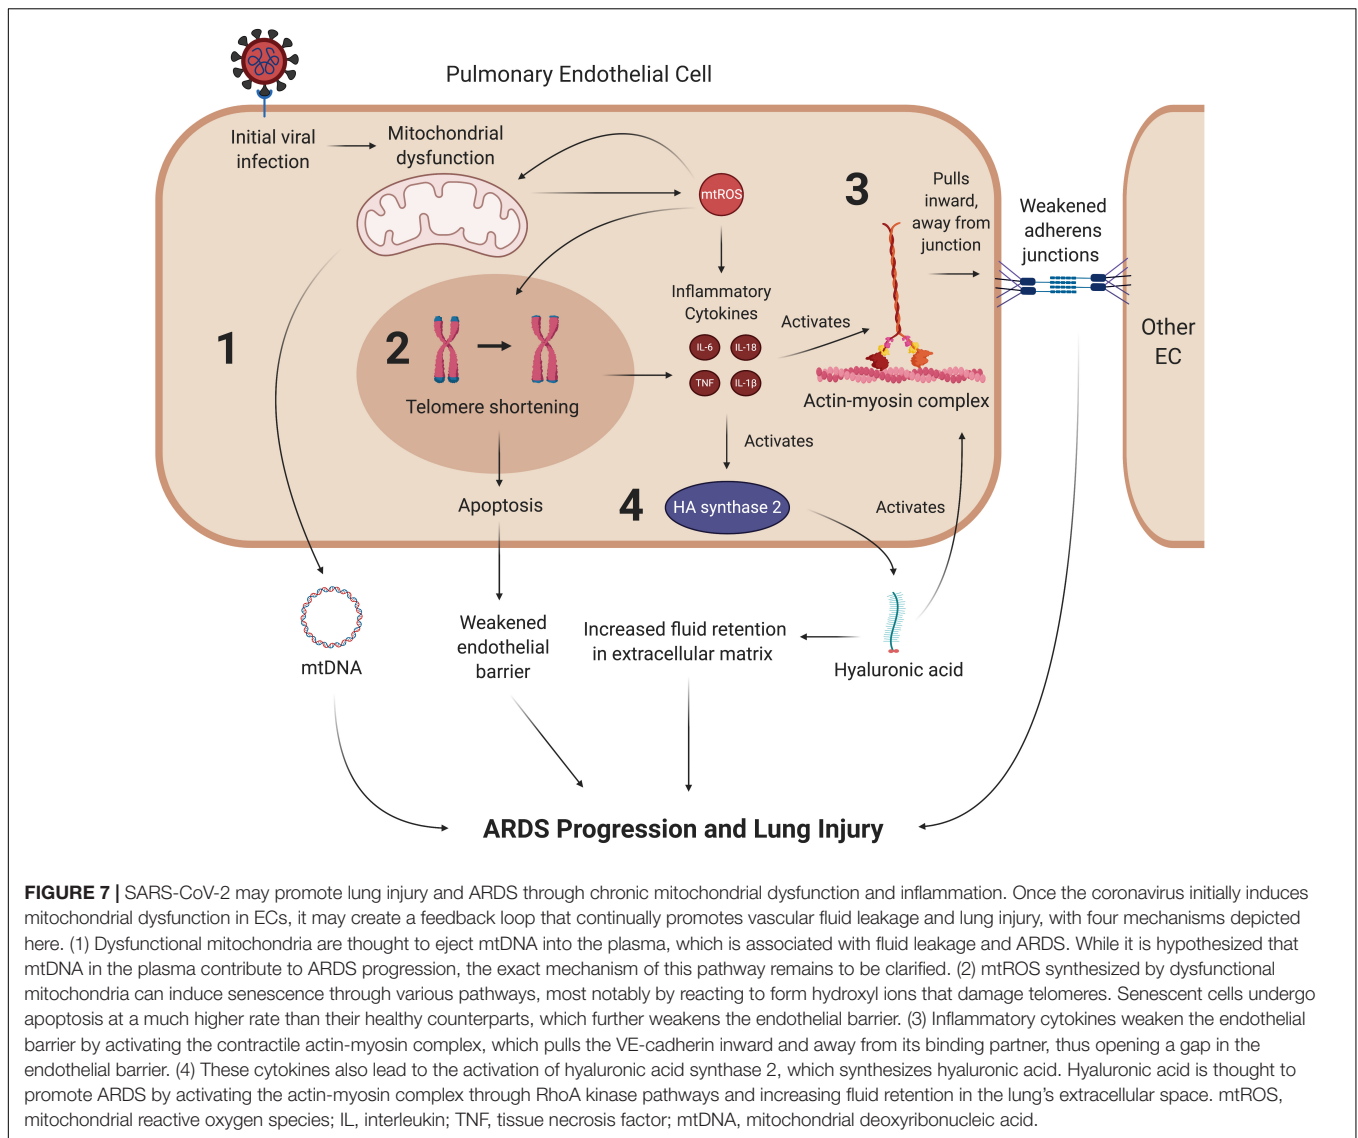 Pulmonary Endothelial Cell
Initial viral
infection
Mitochondrial
dysfunction
mtROS
3
Pulls
inward,
away from
junction
Weakened
adherens
junctions
Inflammatory
Cytokines
IL-6
IL-18
TNF
IL-1β
Activates
1
2
Telomere shortening
Actin-myosin complex
Other
EC
Activates
Apoptosis
4
HA synthase 2
Activates
mtDNA
Weakened
endothelial
barrier
Increased fluid retention
in extracellular matrix
Hyaluronic acid
ARDS Progression and Lung Injury
FIGURE 7 | SARS-CoV-2 may promote lung injury and ARDS through chronic mitochondrial dysfunction and inflammation. Once the coronavirus initially induces
mitochondrial dysfunction in ECs, it may create a feedback loop that continually promotes vascular fluid leakage and lung injury, with four mechanisms depicted
here. (1) Dysfunctional mitochondria are thought to eject mtDNA into the plasma, which is associated with fluid leakage and ARDS. While it is hypothesized that
mtDNA in the plasma contribute to ARDS progression, the exact mechanism of this pathway remains to be clarified. (2) mtROS synthesized by dysfunctional
mitochondria can induce senescence through various pathways, most notably by reacting to form hydroxyl ions that damage telomeres. Senescent cells undergo
apoptosis at a much higher rate than their healthy counterparts, which further weakens the endothelial barrier. (3) Inflammatory cytokines weaken the endothelial
barrier by activating the contractile actin-myosin complex, which pulls the VE-cadherin inward and away from its binding partner, thus opening a gap in the
endothelial barrier. (4) These cytokines also lead to the activation of hyaluronic acid synthase 2, which synthesizes hyaluronic acid. Hyaluronic acid is thought to
promote ARDS by activating the actin-myosin complex through RhoA kinase pathways and increasing fluid retention in the lung's extracellular space. mtROS,
mitochondrial reactive oxygen species; IL, interleukin; TNF, tissue necrosis factor; mtDNA, mitochondrial deoxyribonucleic acid.